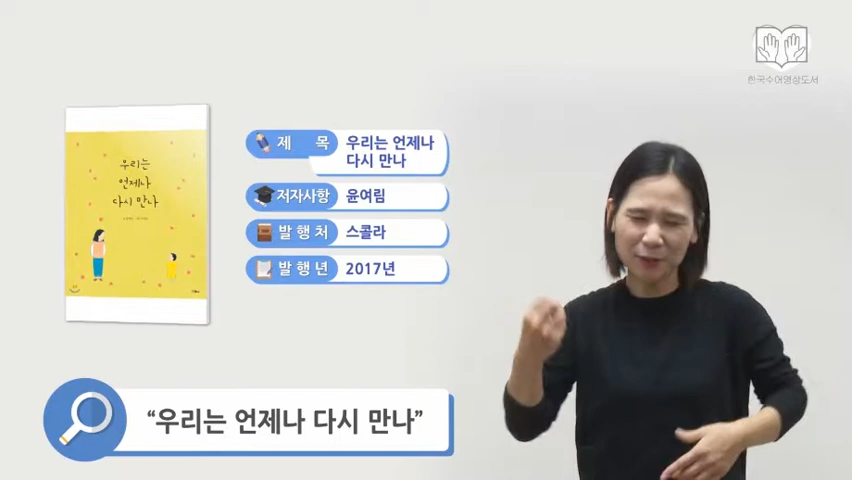 한국수어영상도서
우리는
언제나
다시 만나
제 목 우리는 언제나
다시 만나
저자사항 윤여림
발 행 처 스콜라
발 행 년 2017년
“우리는 언제나 다시 만나”